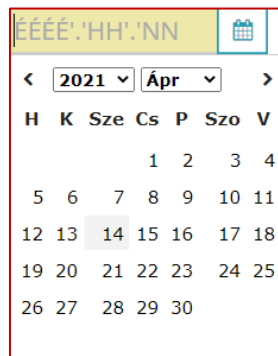 ÉÉÉÉ'.'HH'.'NN
2021 Ápr
H K Sze Cs P Szo V
1 2 3 4
5 6 7 8 9 10 11
12 13 14 15 16 17 18
19 20 21 22 23 24 25
26 27 28 29 30